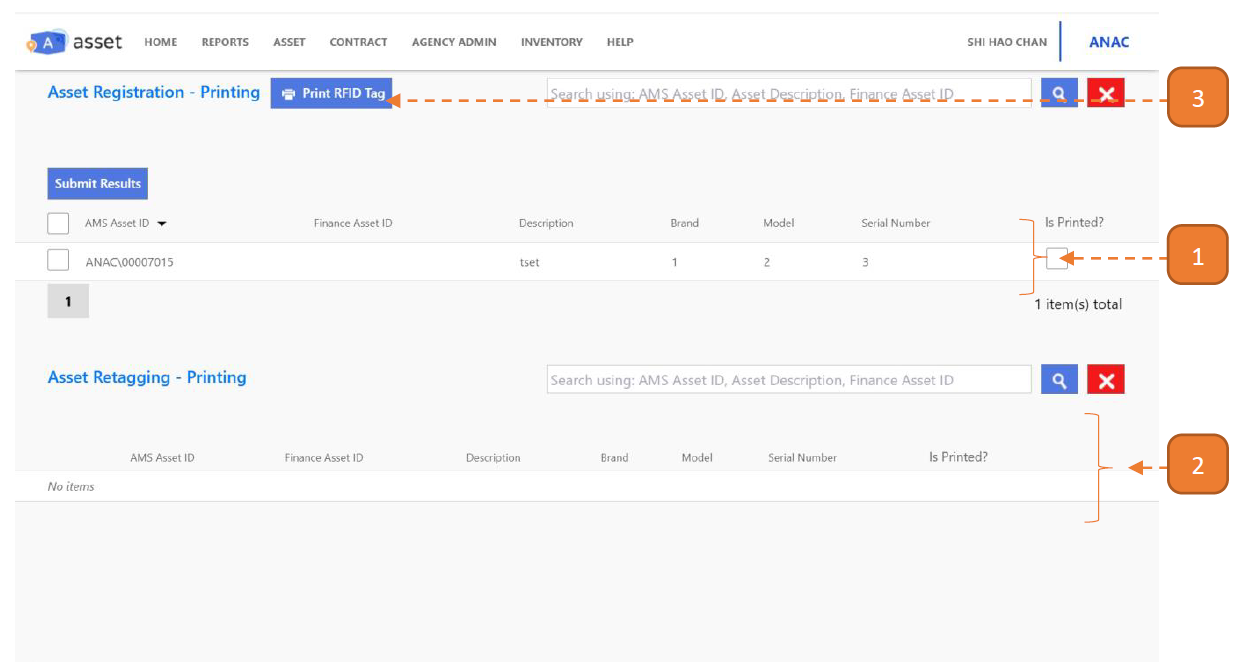 A asset HOME REPORTS ASSET CONTRACT AGENCY ADMIN INVENTORY HELP SHI HAO CHAN ANAC
Asset Registration - Printing Print RFID Tag Search using: AMS Asset ID, Asset Description, Finance Asset ID 3
Submit Results
AMS Asset ID Finance Asset ID Description Brand Model Serial Number Is Printed?
ANAC\00007015 tset 1 2 3 1
1 1 item(s) total
Asset Retagging - Printing Search using: AMS Asset ID, Asset Description, Finance Asset ID
AMS Asset ID Finance Asset ID Description Brand Model Serial Number Is Printed? 2
No items